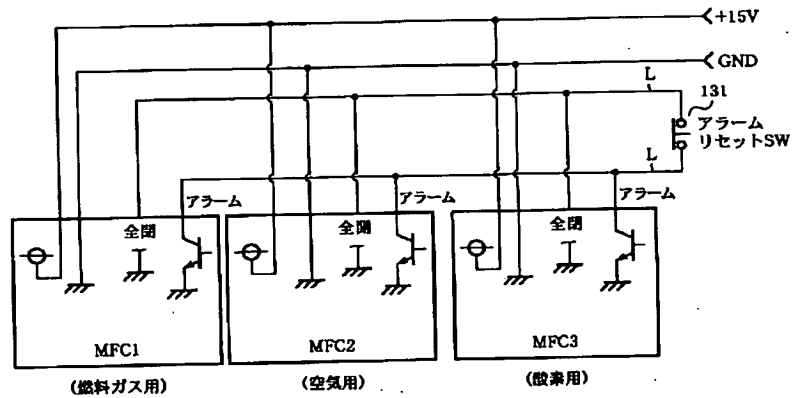 +15V
GND
L
131
アラーム
リセットSW
L
アラーム
アラーム
アラーム
全閉
全閉
全閉
MFC1
MFC2
MFC3
(燃料ガス用)
(空気用)
(酸素用)